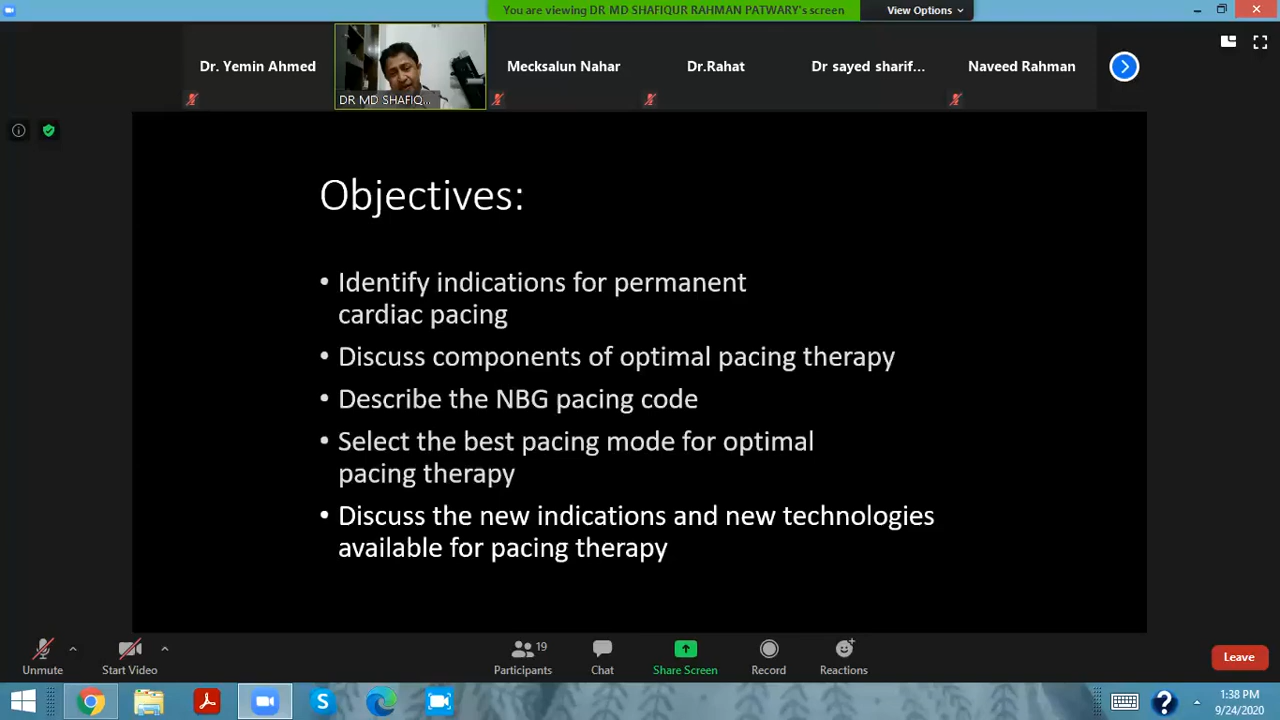 You are viewing DR MD SHAFIQUR RAHMAN PATWARY's screen
View Options
Dr. Yemin Ahmed
DR MD SHAFIQ...
Mecksalun Nahar
Dr.Rahat
Dr sayed sharif...
Naveed Rahman
Objectives:
• Identify indications for permanent
cardiac pacing
• Discuss components of optimal pacing therapy
• Describe the NBG pacing code
• Select the best pacing mode for optimal
pacing therapy
• Discuss the new indications and new technologies
available for pacing therapy
Unmute
Start Video
19
Participants
Chat
Share Screen
Record
Reactions
Leave
1:38 PM
9/24/2020